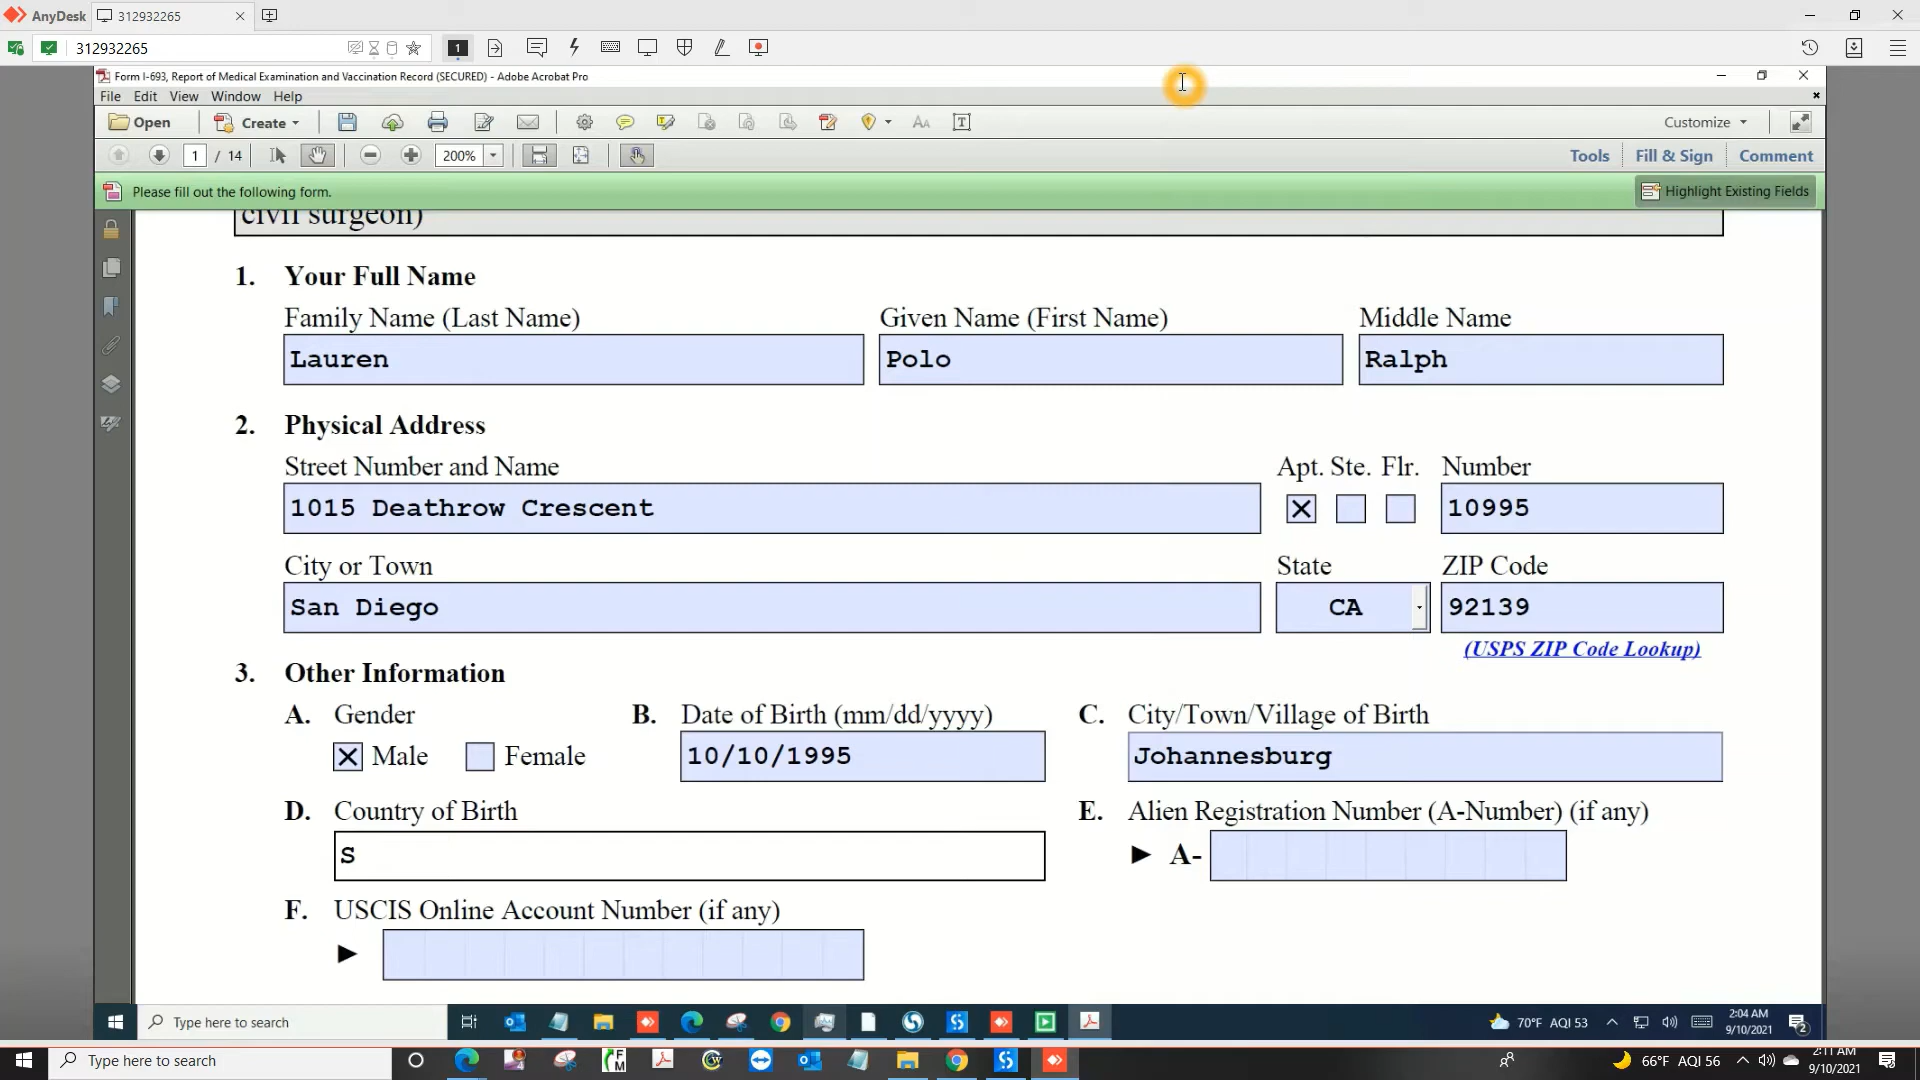 AnyDesk 312932265
312932265 1
Form I-693, Report of Medical Examination and Vaccination Record (SECURED) - Adobe Acrobat Pro
File Edit View Window Help
Open Create Customize
1 / 14 200% Tools Fill & Sign Comment
Please fill out the following form. Highlight Existing Fields
civil surgeon)
1. Your Full Name
Family Name (Last Name) Given Name (First Name) Middle Name
Lauren Polo Ralph
2. Physical Address
Street Number and Name Apt. Ste. Flr. Number
1015 Deathrow Crescent 10995
City or Town State ZIP Code
San Diego CA 92139
(USPS ZIP Code Lookup)
3. Other Information
A. Gender B. Date of Birth (mm/dd/yyyy) C. City/Town/Village of Birth
Male Female 10/10/1995 Johannesburg
D. Country of Birth E. Alien Registration Number (A-Number) (if any)
S A-
F. USCIS Online Account Number (if any)
Type here to search 70°F AQI 53 2:04 AM
9/10/2021 2
Type here to search 66°F AQI 56 2:11 AM
9/10/2021